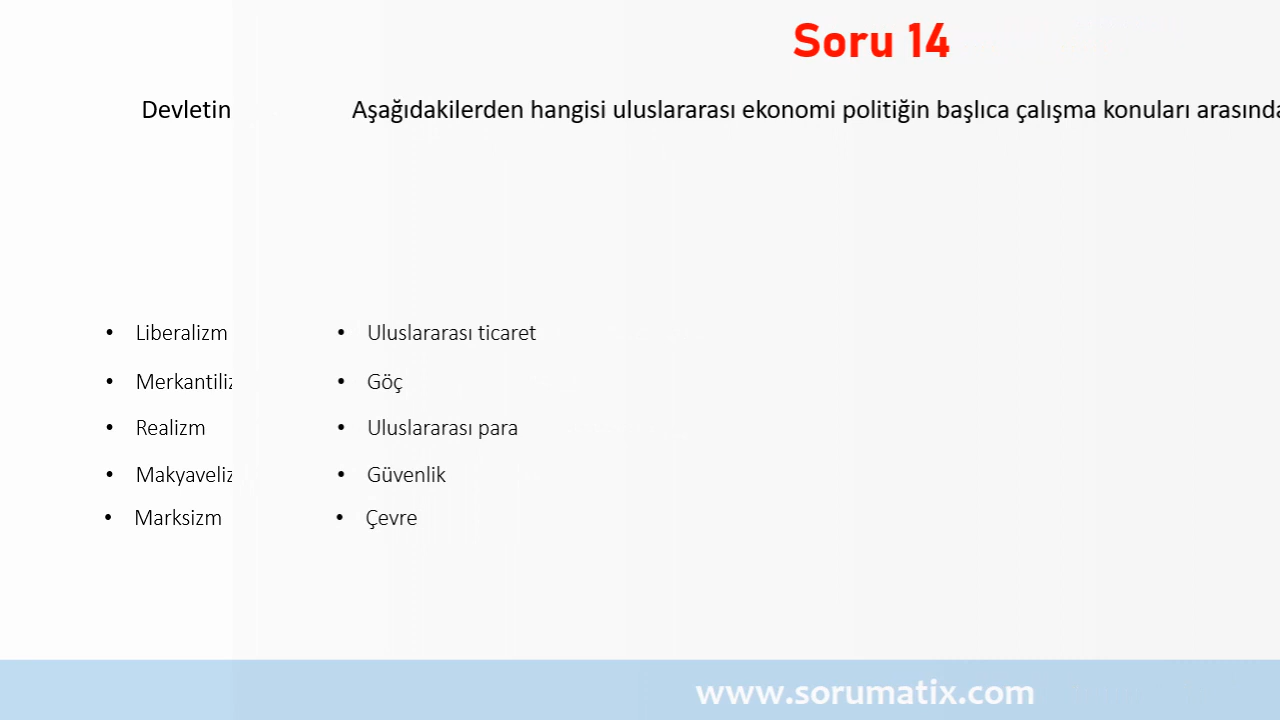 Soru 14
Devletin
Aşağıdakilerden hangisi uluslararası ekonomi politiğin başlıca çalışma konuları
• Liberalizm
•
• Realizm
•
• Marksizm
• Uluslararası ticaret
• Göç
• Uluslararası para
• Güvenlik
• Çevre
www.sorumatix.com